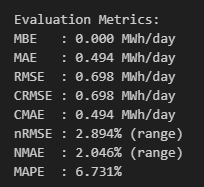 Evaluation Metrics:
MBE   : 0.000 MWh/day
MAE   : 0.494 MWh/day
RMSE  : 0.698 MWh/day
CRMSE : 0.698 MWh/day
CMAE  : 0.494 MWh/day
nRMSE : 2.894% (range)
NMAE  : 2.046% (range)
MAPE  : 6.731%